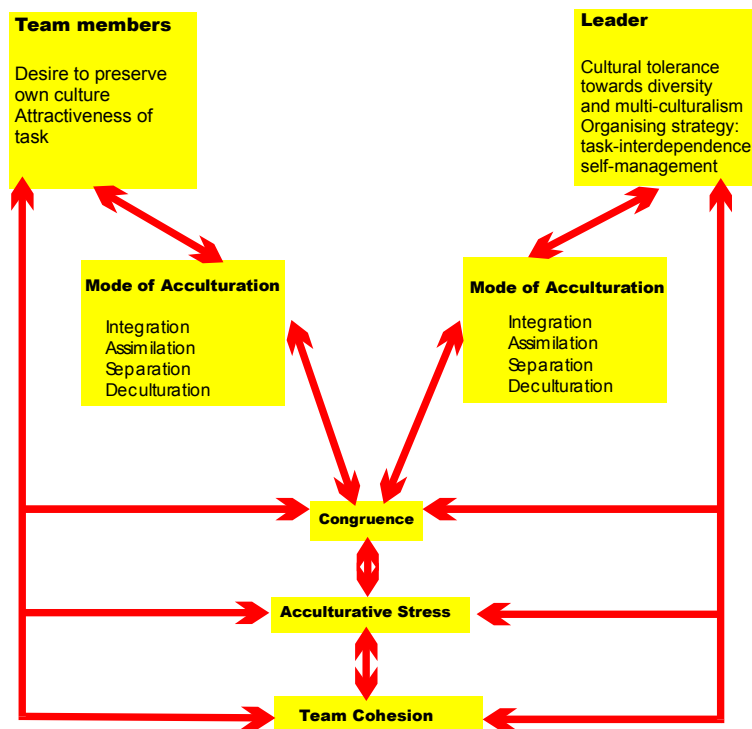 Team members
Desire to preserve
own culture
Attractiveness of
task
Leader
Cultural tolerance
towards diversity
and multi-culturalism
Organising strategy:
task-interdependence
self-management
Mode of Acculturation
Integration
Assimilation
Separation
Deculturation
Mode of Acculturation
Integration
Assimilation
Separation
Deculturation
Congruence
Acculturative Stress
Team Cohesion